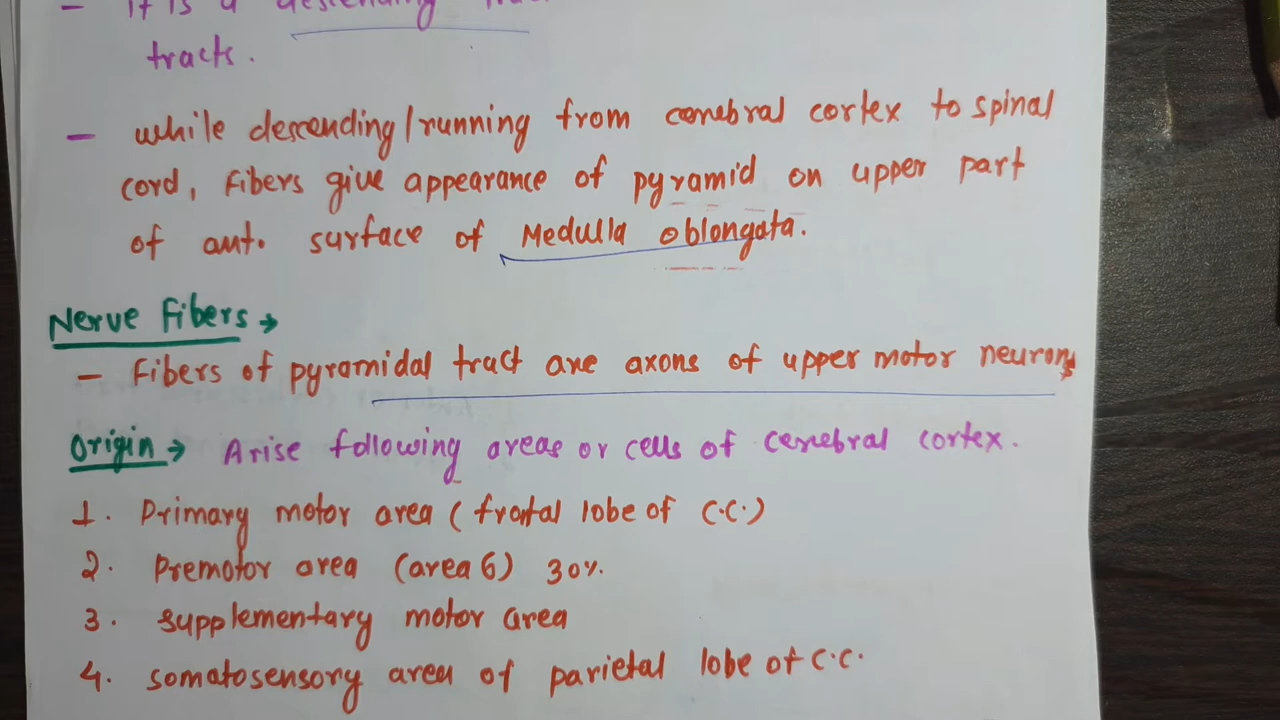 - It is a descending
tracts.
- while descending/running from cerebral cortex to spinal
cord, Fibers give appearance of pyramid on upper part
of ant. surface of Medulla oblongata.
Nerve Fibers →
- Fibers of pyramidal tract are axons of upper motor neurons
Origin → Arise following areas or cells of cerebral cortex.
1. Primary motor area (frontal lobe of C.C.)
2. Premotor area (area 6) 30%.
3. supplementary motor area
4. somatosensory area of parietal lobe of C.C.